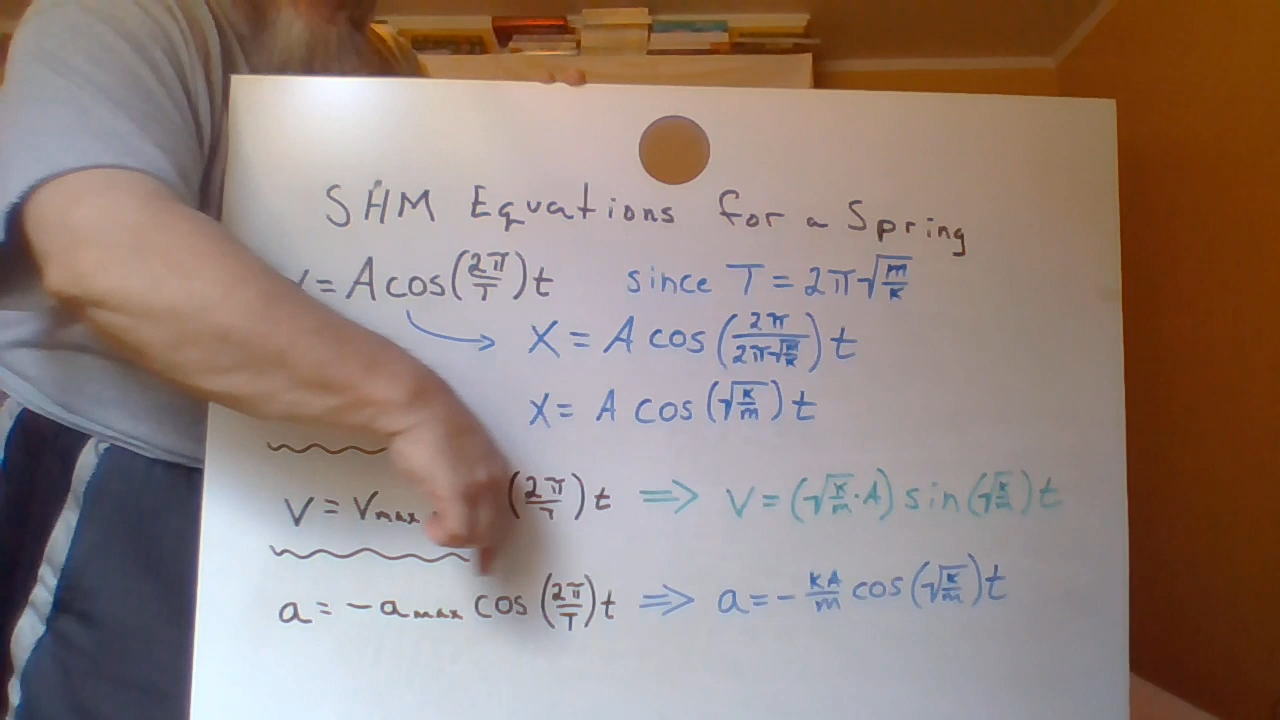 SHM Equations for a Spring
= A cos(2π/T)t since T = 2π√(m/k)
X = A cos(2π/(2π√(m/k)))t
X = A cos(√(k/m))t
V = Vmax (2π/T)t ⇒ V = (√(k/m)·A) sin(√(k/m))t
a = -amax cos(2π/T)t ⇒ a = -kA/m cos(√(k/m))t